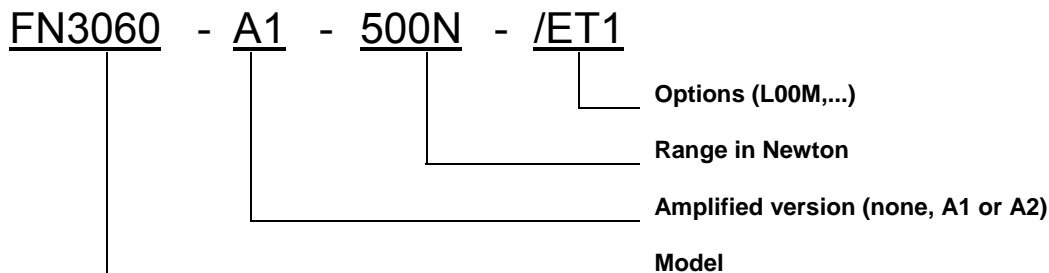 FN3060 - A1 - 500N - /ET1
Options (L00M,...)
Range in Newton
Amplified version (none, A1 or A2)
Model